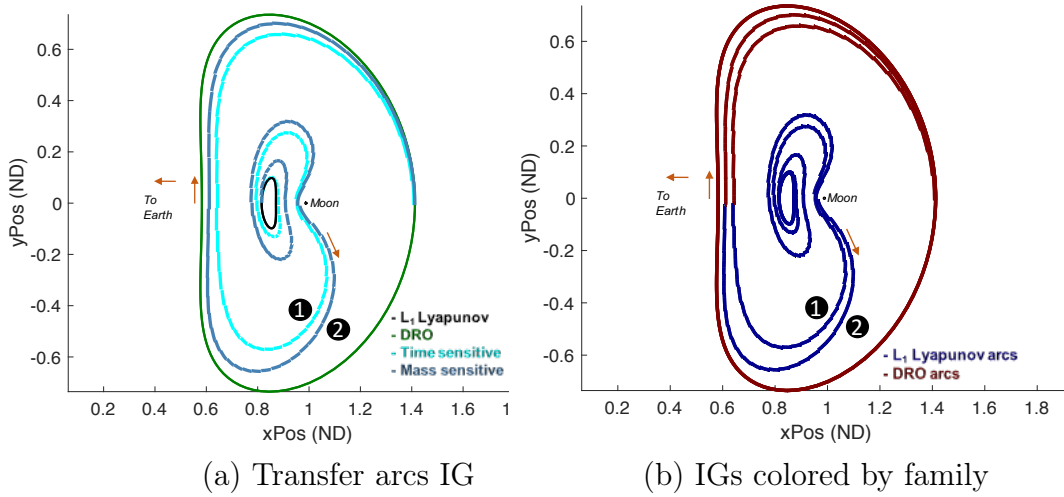 0.6
0.4
0.2
0
-0.2
-0.4
-0.6
yPos (ND)
To
Earth
Moon
1
2
- L₁ Lyapunov
- DRO
- Time sensitive
- Mass sensitive
0.2 0.4 0.6 0.8 1 1.2 1.4 1.6
xPos (ND)
(a) Transfer arcs IG
0.6
0.4
0.2
0
-0.2
-0.4
-0.6
yPos (ND)
To
Earth
Moon
1
2
- L₁ Lyapunov arcs
- DRO arcs
0.2 0.4 0.6 0.8 1 1.2 1.4 1.6 1.8
xPos (ND)
(b) IGs colored by family